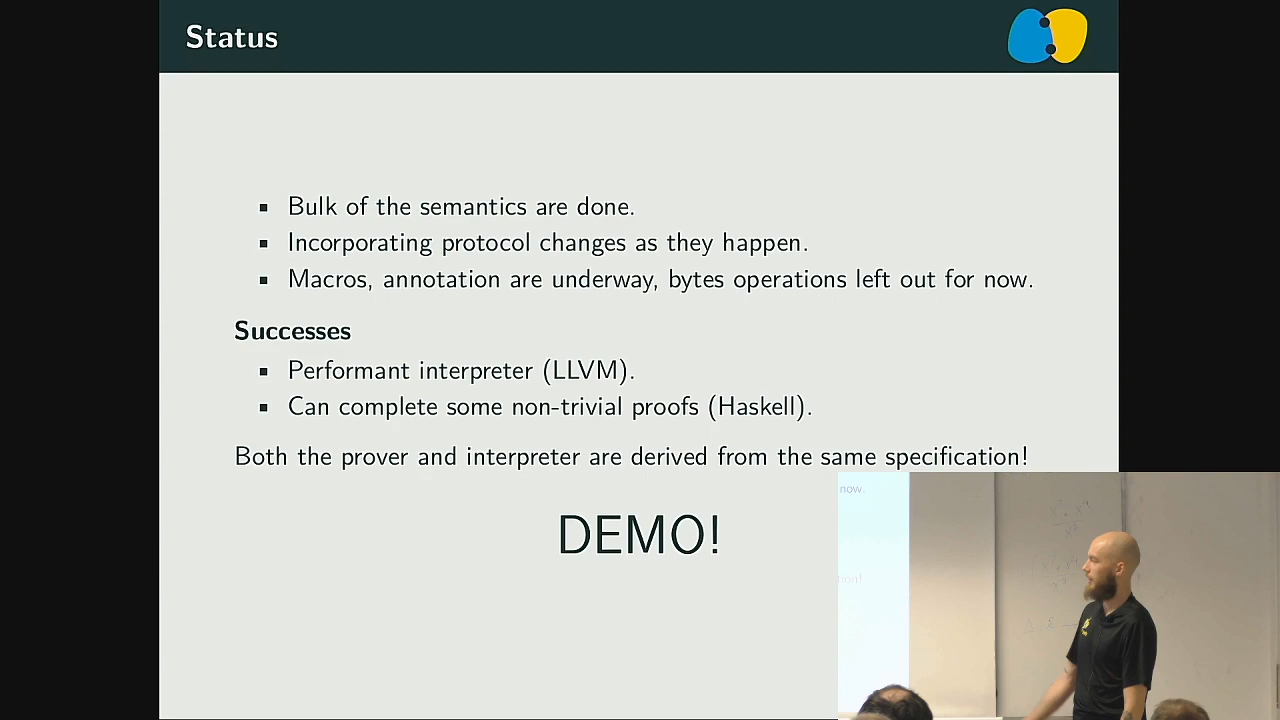 Status
Bulk of the semantics are done.
Incorporating protocol changes as they happen.
Macros, annotation are underway, bytes operations left out for now.
Successes
Performant interpreter (LLVM).
Can complete some non-trivial proofs (Haskell).
Both the prover and interpreter are derived from the same specification!
DEMO!
now.